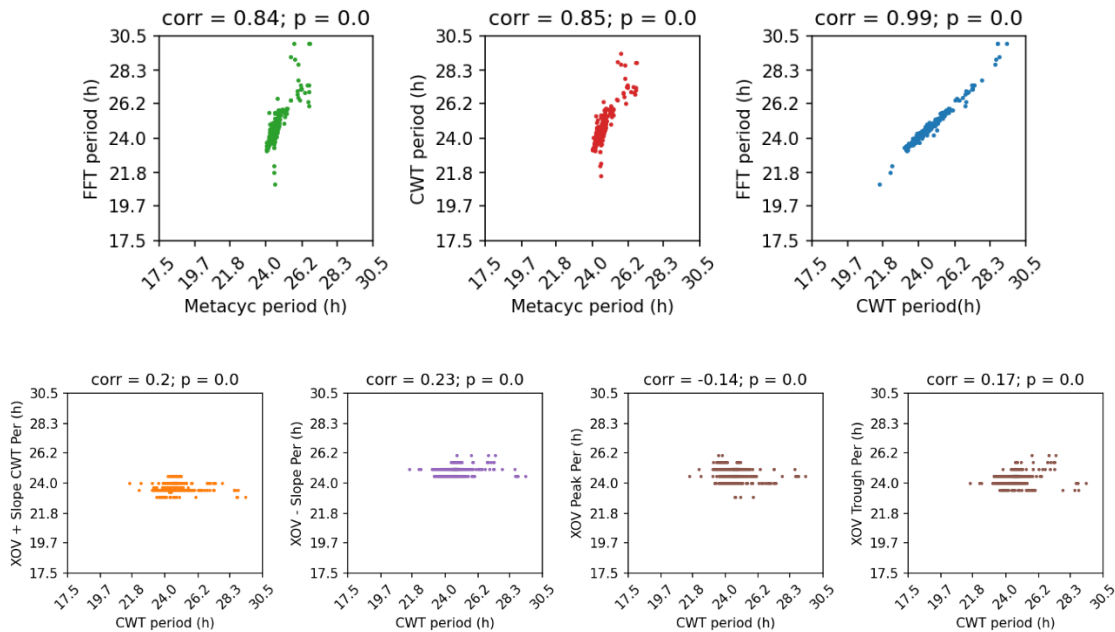 corr = 0.84; p = 0.0
30.5
28.3
26.2
24.0
21.8
19.7
17.5
FFT period (h)
17.5 19.7 21.8 24.0 26.2 28.3 30.5
Metacyc period (h)
corr = 0.85; p = 0.0
30.5
28.3
26.2
24.0
21.8
19.7
17.5
CWT period (h)
17.5 19.7 21.8 24.0 26.2 28.3 30.5
Metacyc period (h)
corr = 0.99; p = 0.0
30.5
28.3
26.2
24.0
21.8
19.7
17.5
FFT period (h)
17.5 19.7 21.8 24.0 26.2 28.3 30.5
CWT period(h)
corr = 0.2; p = 0.0
30.5
28.3
26.2
24.0
21.8
19.7
17.5
XOV + Slope CWT Per (h)
17.5 19.7 21.8 24.0 26.2 28.3 30.5
CWT period (h)
corr = 0.23; p = 0.0
30.5
28.3
26.2
24.0
21.8
19.7
17.5
XOV - Slope Per (h)
17.5 19.7 21.8 24.0 26.2 28.3 30.5
CWT period (h)
corr = -0.14; p = 0.0
30.5
28.3
26.2
24.0
21.8
19.7
17.5
XOV Peak Per (h)
17.5 19.7 21.8 24.0 26.2 28.3 30.5
CWT period (h)
corr = 0.17; p = 0.0
30.5
28.3
26.2
24.0
21.8
19.7
17.5
XOV Trough Per (h)
17.5 19.7 21.8 24.0 26.2 28.3 30.5
CWT period (h)